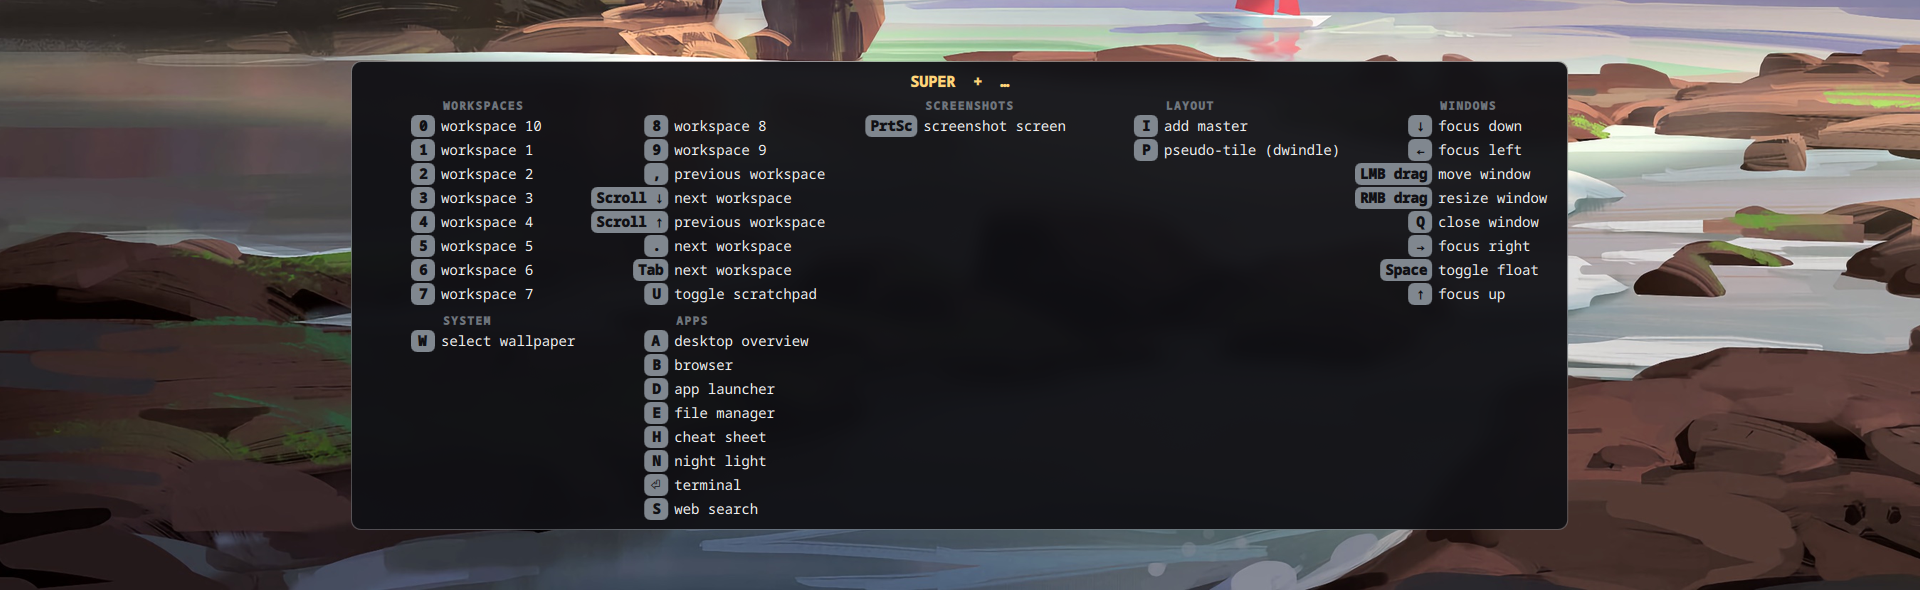 SUPER + …
WORKSPACES
0 workspace 10
1 workspace 1
2 workspace 2
3 workspace 3
4 workspace 4
5 workspace 5
6 workspace 6
7 workspace 7
8 workspace 8
9 workspace 9
, previous workspace
Scroll ↓ next workspace
Scroll ↑ previous workspace
. next workspace
Tab next workspace
U toggle scratchpad
SCREENSHOTS
PrtSc screenshot screen
LAYOUT
I add master
P pseudo-tile (dwindle)
WINDOWS
↓ focus down
← focus left
LMB drag move window
RMB drag resize window
Q close window
→ focus right
Space toggle float
↑ focus up
SYSTEM
W select wallpaper
APPS
A desktop overview
B browser
D app launcher
E file manager
H cheat sheet
N night light
⏎ terminal
S web search